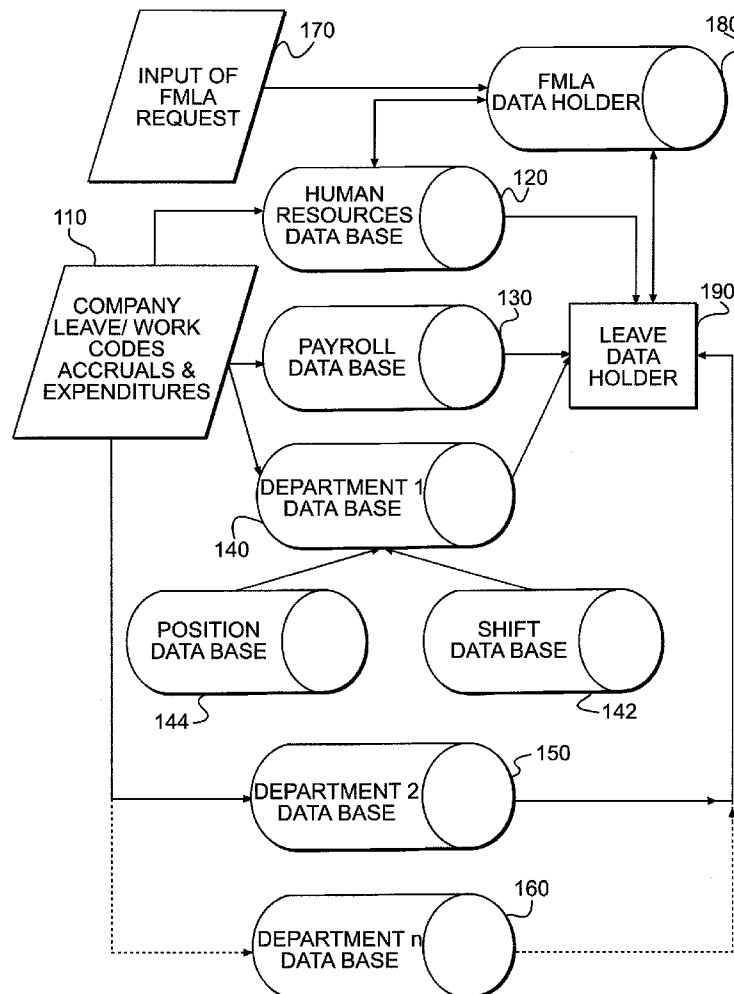 170
INPUT OF
FMLA
REQUEST
180
FMLA
DATA HOLDER
110
COMPANY
LEAVE/ WORK
CODES
ACCRUALS &
EXPENDITURES
120
HUMAN
RESOURCES
DATA BASE
130
PAYROLL
DATA BASE
190
LEAVE
DATA
HOLDER
DEPARTMENT 1
DATA BASE
140
POSITION
DATA BASE
144
SHIFT
DATA BASE
142
150
DEPARTMENT 2
DATA BASE
160
DEPARTMENT n
DATA BASE